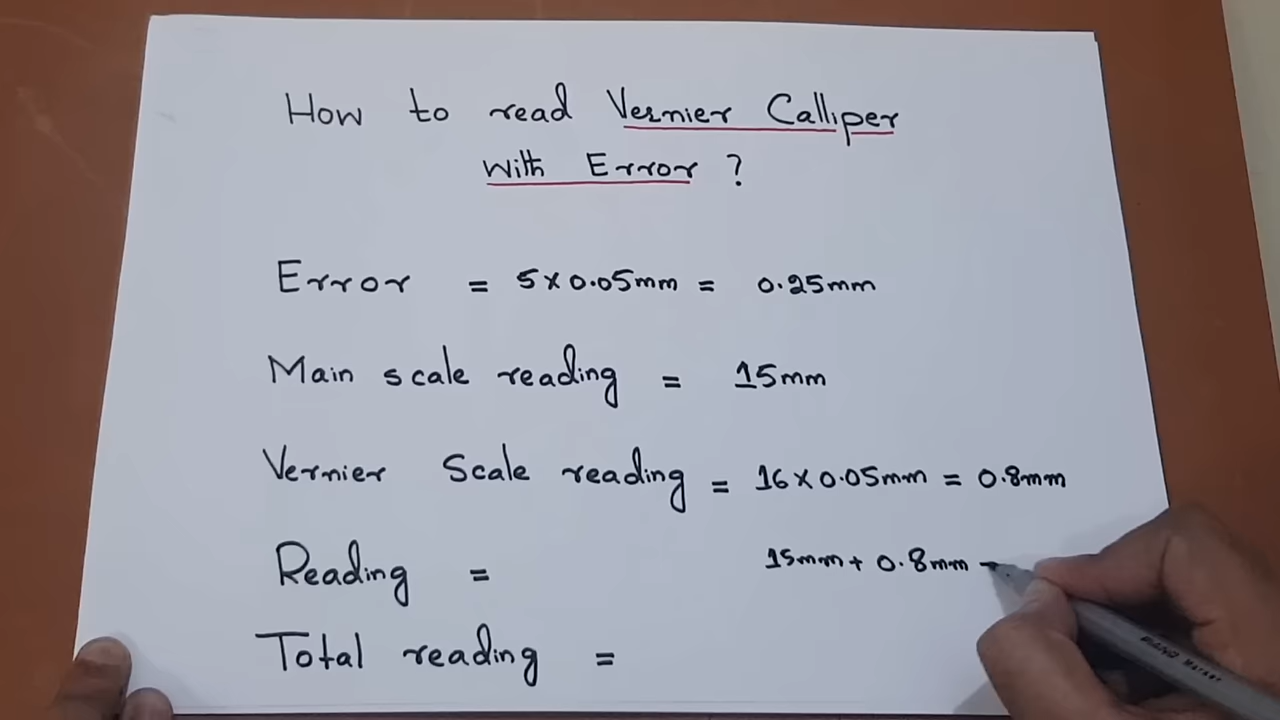 How to read Vernier Calliper
With Error ?
Error = 5×0.05mm = 0.25mm
Main scale reading = 15mm
Vernier Scale reading = 16×0.05mm = 0.8mm
Reading = 15mm + 0.8mm
Total reading =